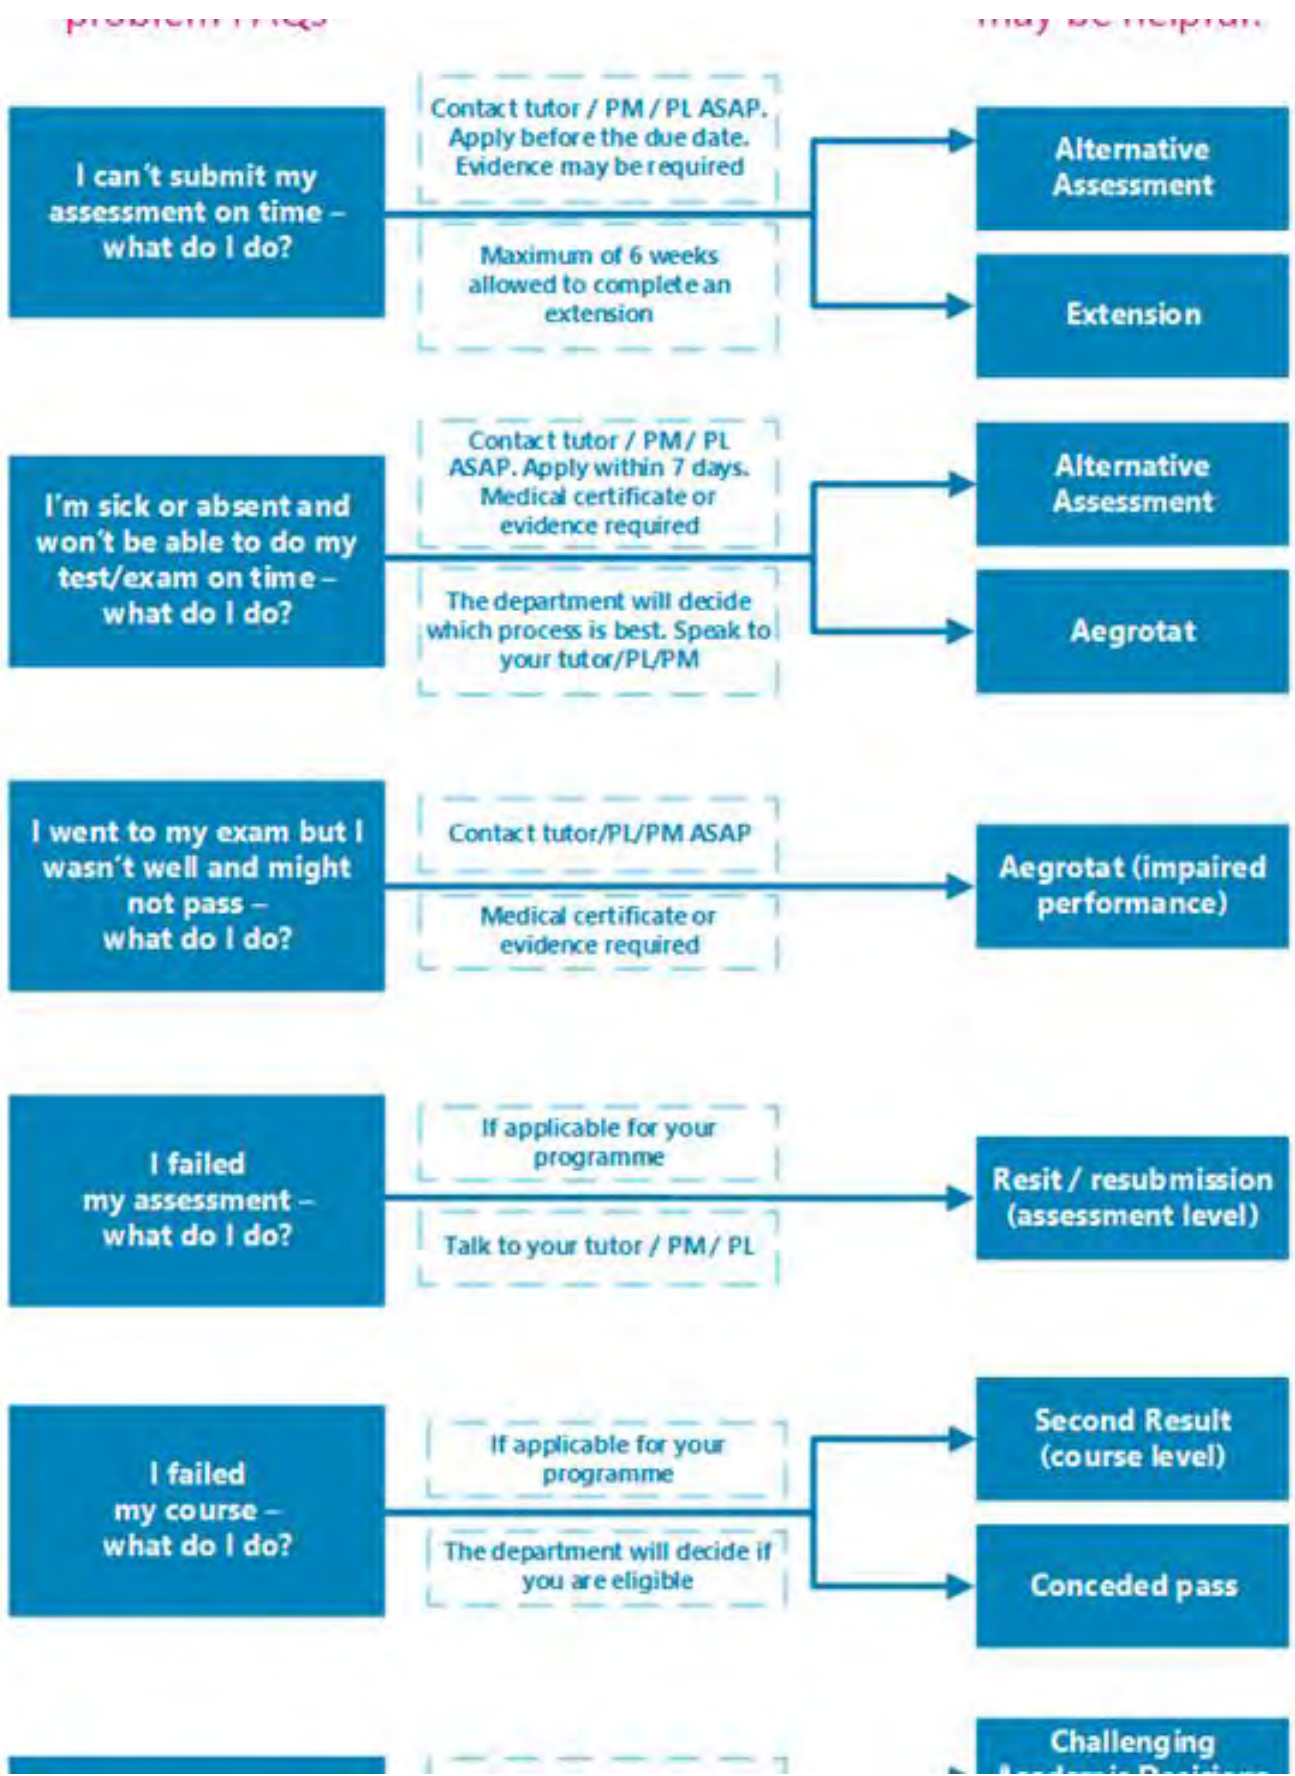 problem FAQs
may be helpful.
I can't submit my
assessment on time –
what do I do?
Contact tutor / PM / PL ASAP.
Apply before the due date.
Evidence may be required
Maximum of 6 weeks
allowed to complete an
extension
Alternative
Assessment
Extension
I'm sick or absent and
won't be able to do my
test/exam on time –
what do I do?
Contact tutor / PM / PL
ASAP. Apply within 7 days.
Medical certificate or
evidence required
The department will decide
which process is best. Speak to
your tutor/PL/PM
Alternative
Assessment
Aegrotat
I went to my exam but I
wasn't well and might
not pass –
what do I do?
Contact tutor/PL/PM ASAP
Medical certificate or
evidence required
Aegrotat (impaired
performance)
I failed
my assessment –
what do I do?
If applicable for your
programme
Talk to your tutor / PM / PL
Resit / resubmission
(assessment level)
I failed
my course –
what do I do?
If applicable for your
programme
The department will decide if
you are eligible
Second Result
(course level)
Conceded pass
Challenging
Academic Decisions